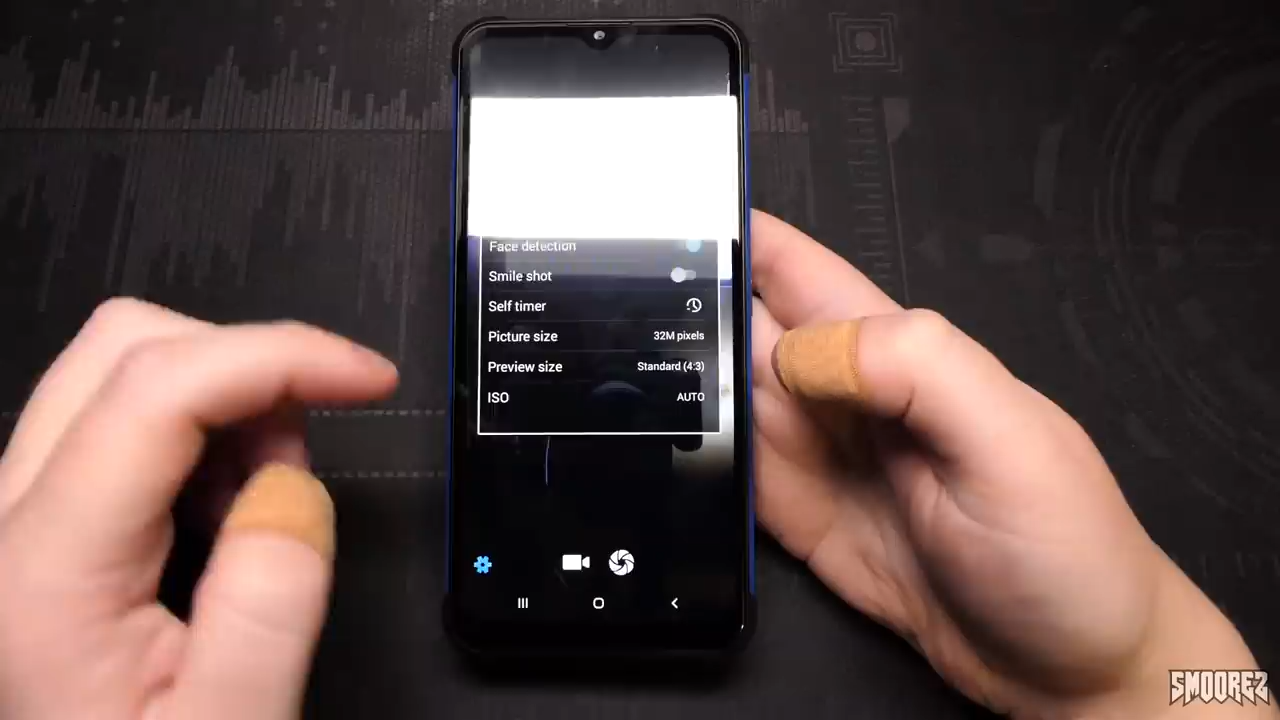 Face detection
Smile shot
Self timer
Picture size 32M pixels
Preview size Standard (4:3)
ISO AUTO
SMOOREZ